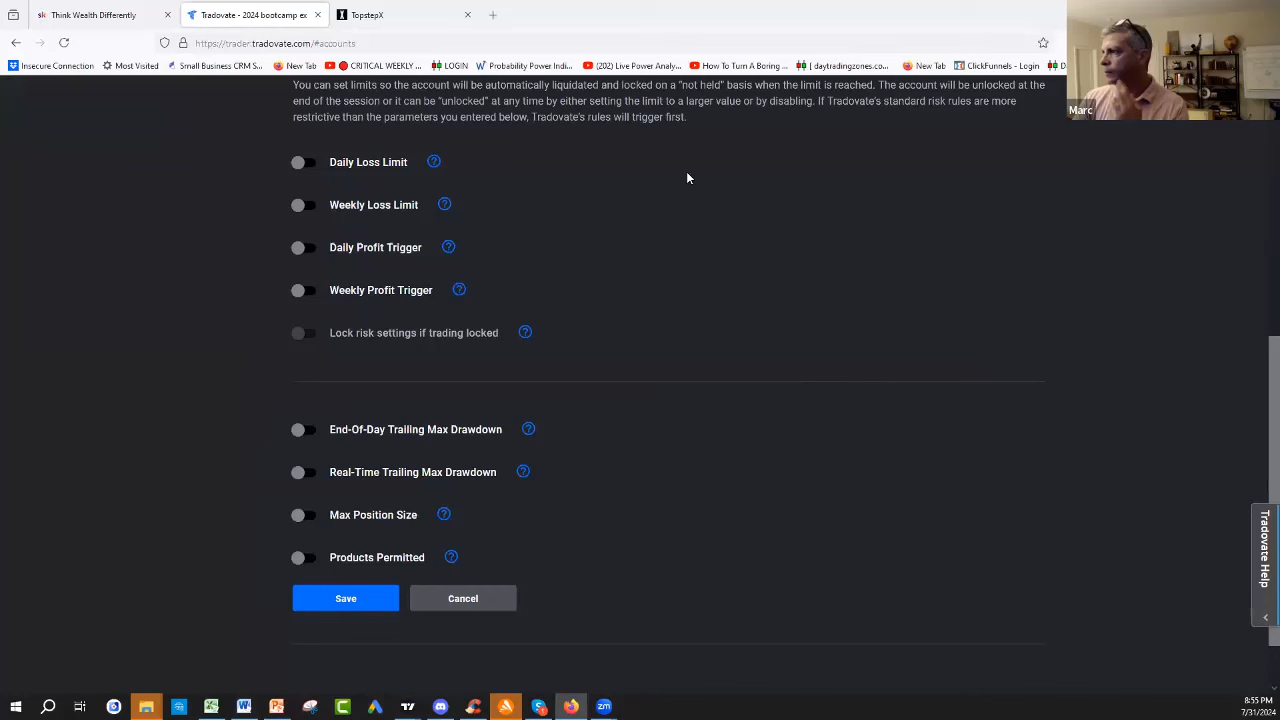 Think Wealth Differently
Tradovate - 2024 bootcamp ex
TopstepX
https://trader.tradovate.com/#accounts
Insecure Connection
Most Visited
Small Business CRM S...
New Tab
CRITICAL WEEKLY ...
LOGIN
Probability Power Indi...
(202) Live Power Analy...
How To Turn A Boring ...
[ daytradingzones.co...
New Tab
ClickFunnels - Login
Marc
You can set limits so the account will be automatically liquidated and locked on a "not held" basis when the limit is reached. The account will be unlocked at the
end of the session or it can be "unlocked" at any time by either setting the limit to a larger value or by disabling. If Tradovate's standard risk rules are more
restrictive than the parameters you entered below, Tradovate's rules will trigger first.
Daily Loss Limit
Weekly Loss Limit
Daily Profit Trigger
Weekly Profit Trigger
Lock risk settings if trading locked
End-Of-Day Trailing Max Drawdown
Real-Time Trailing Max Drawdown
Max Position Size
Products Permitted
Save Cancel
Tradovate Help
8:55 PM
7/31/2024